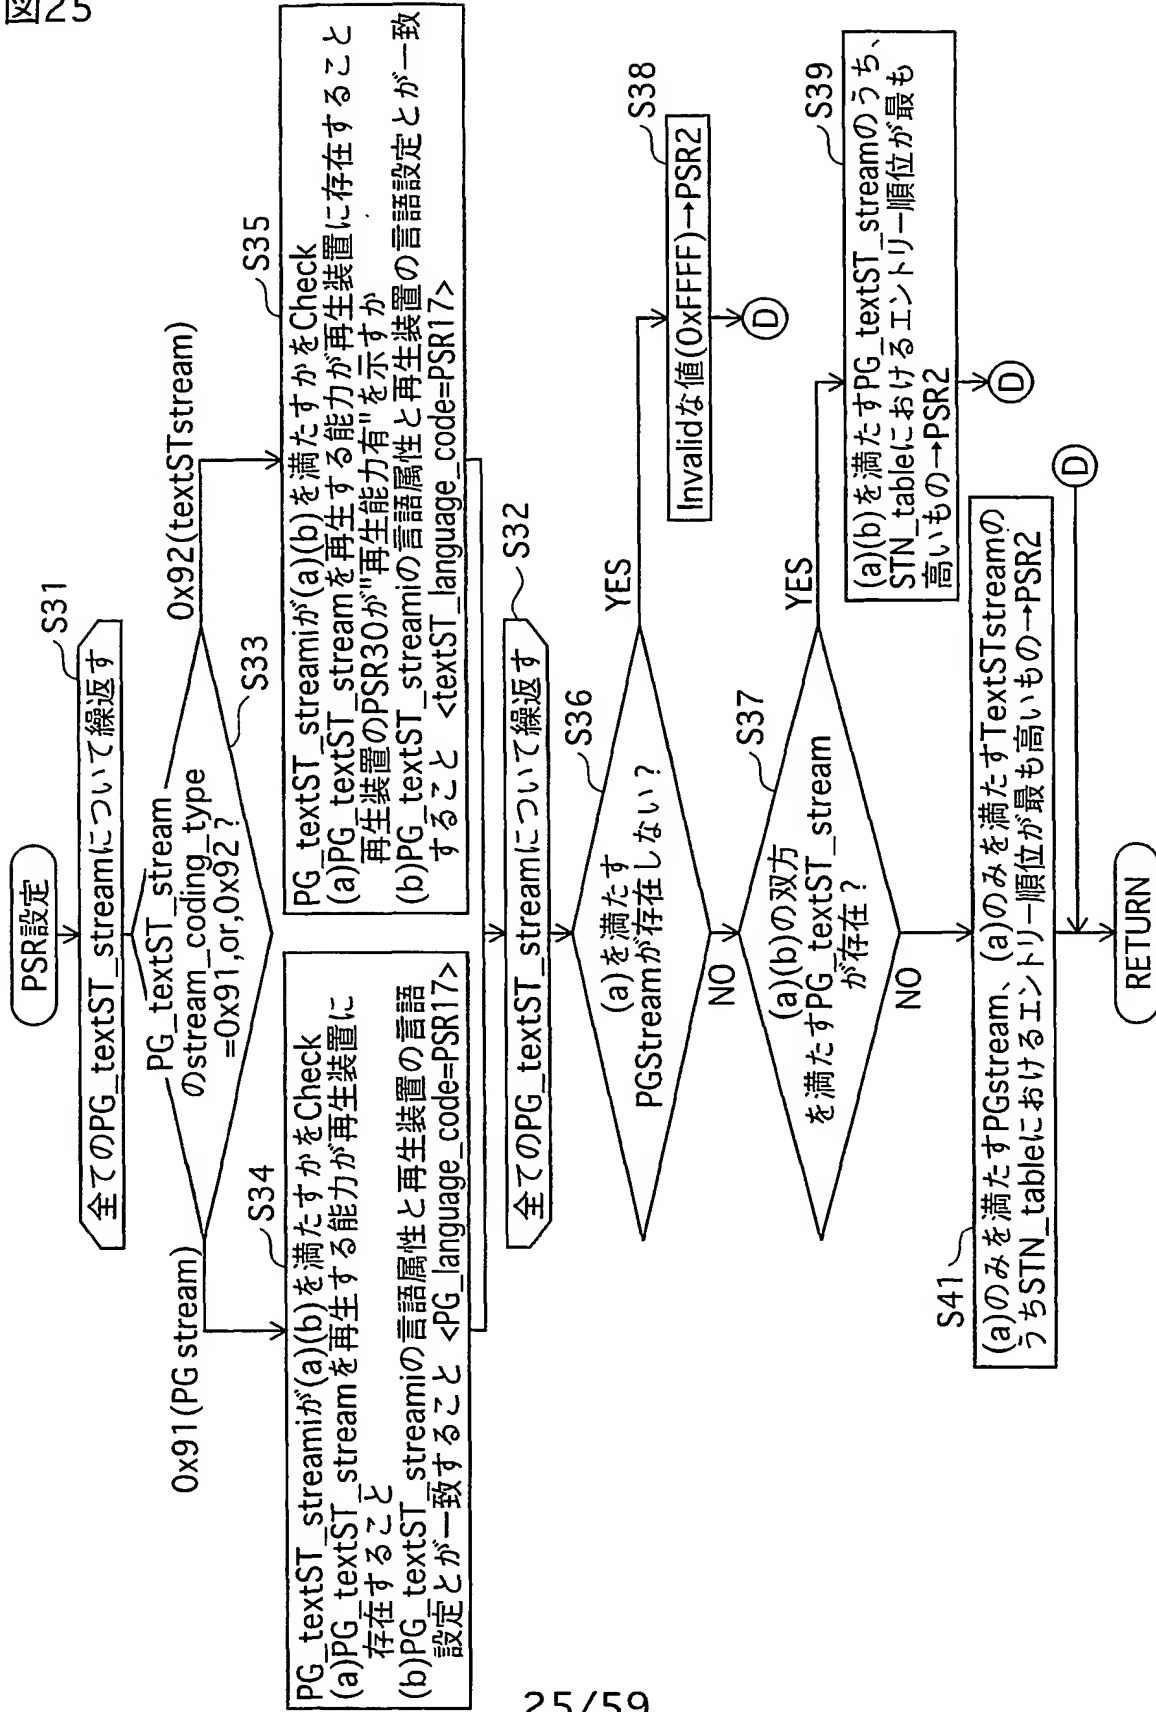 図25
PSR設定
S31
全てのPG_textST_streamについて繰返す
PG_textST_stream
のstream_coding_type
=0x91,or,0x92?
S33
0x91(PG stream)
0x92(textSTstream)
S34
PG_textST_streamiが(a)(b)を満たすかをCheck
(a)PG_textST_streamを再生する能力が再生装置に
存在すること
(b)PG_textST_streamiの言語属性と再生装置の言語
設定とが一致すること <PG_language_code=PSR17>
S35
PG_textST_streamiが(a)(b)を満たすかをCheck
(a)PG_textST_streamを再生する能力が再生装置に存在すること
再生装置のPSR30が"再生能力有"を示すか
(b)PG_textST_streamiの言語属性と再生装置の言語設定とが一致
すること <textST_language_code=PSR17>
S32
全てのPG_textST_streamについて繰返す
S36
(a)を満たす
PGStreamが存在しない?
YES
NO
S38
Invalidな値(0xFFFF)→PSR2
D
S37
(a)(b)の双方
を満たすPG_textST_stream
が存在?
YES
NO
S39
(a)(b)を満たすPG_textST_streamのうち、
STN_tableにおけるエントリー順位が最も
高いもの→PSR2
D
S41
(a)のみを満たすPGstream、(a)のみを満たすTextSTstreamの
うちSTN_tableにおけるエントリー順位が最も高いもの→PSR2
D
RETURN
25/59